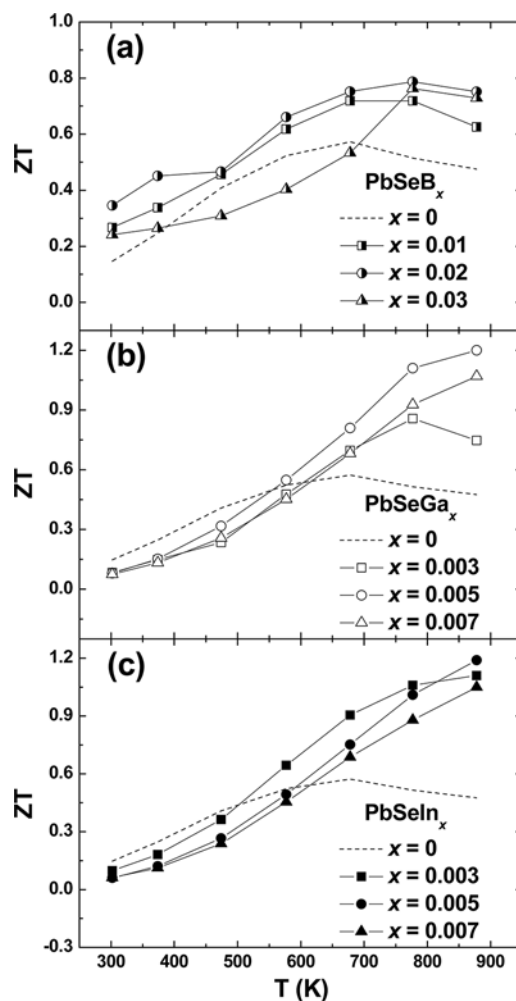 (a)
1.0
0.8
0.6
0.4
0.2
0.0
ZT
PbSeBx
x = 0
x = 0.01
x = 0.02
x = 0.03
(b)
1.2
0.9
0.6
0.3
0.0
ZT
PbSeGax
x = 0
x = 0.003
x = 0.005
x = 0.007
(c)
1.2
0.9
0.6
0.3
0.0
-0.3
ZT
PbSeInx
x = 0
x = 0.003
x = 0.005
x = 0.007
300 400 500 600 700 800 900
T (K)